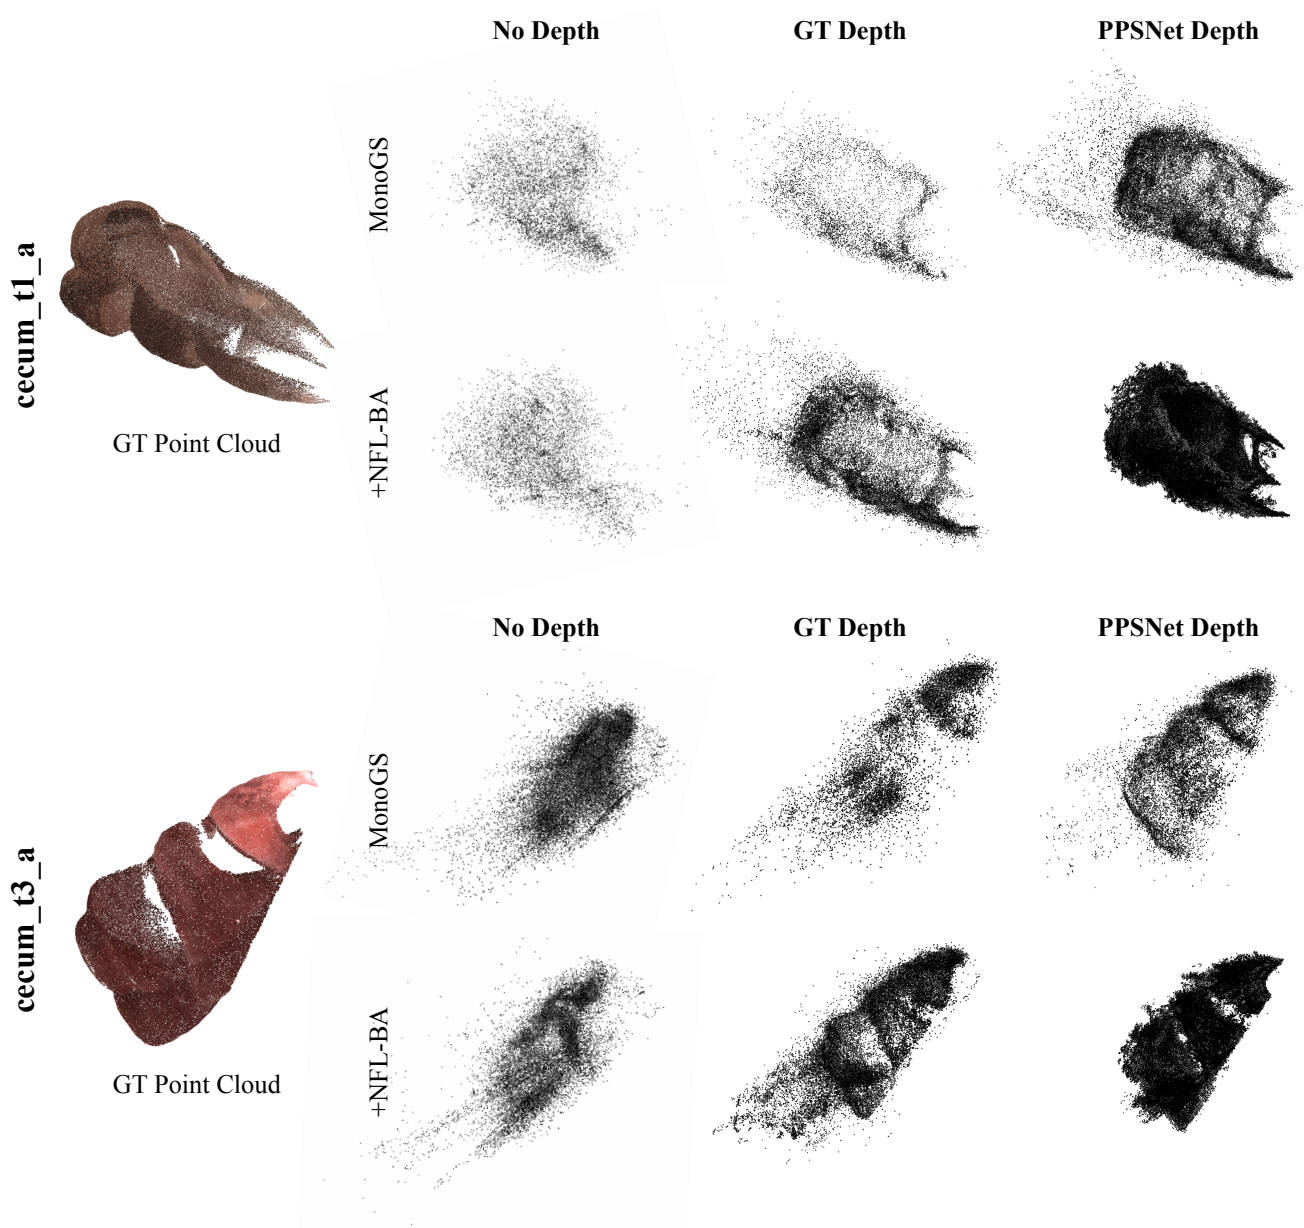 No Depth GT Depth PPSNet Depth
MonoGS
cecum_t1_a
+NFL-BA
GT Point Cloud
No Depth GT Depth PPSNet Depth
MonoGS
cecum_t3_a
+NFL-BA
GT Point Cloud